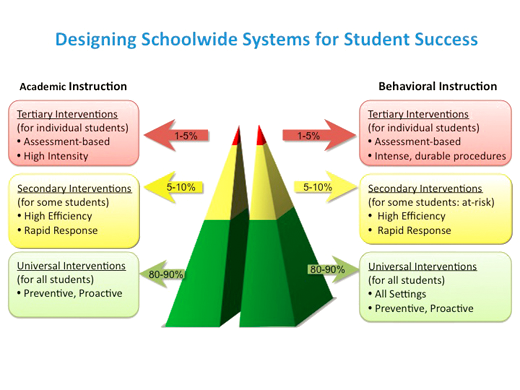 Designing Schoolwide Systems for Student Success
Academic Instruction
Behavioral Instruction
Tertiary Interventions
(for individual students)
• Assessment-based
• High Intensity
1-5%
1-5%
Tertiary Interventions
(for individual students)
• Assessment-based
• Intense, durable procedures
Secondary Interventions
(for some students)
• High Efficiency
• Rapid Response
5-10%
5-10%
Secondary Interventions
(for some students: at-risk)
• High Efficiency
• Rapid Response
Universal Interventions
(for all students)
• Preventive, Proactive
80-90%
80-90%
Universal Interventions
(for all students)
• All Settings
• Preventive, Proactive